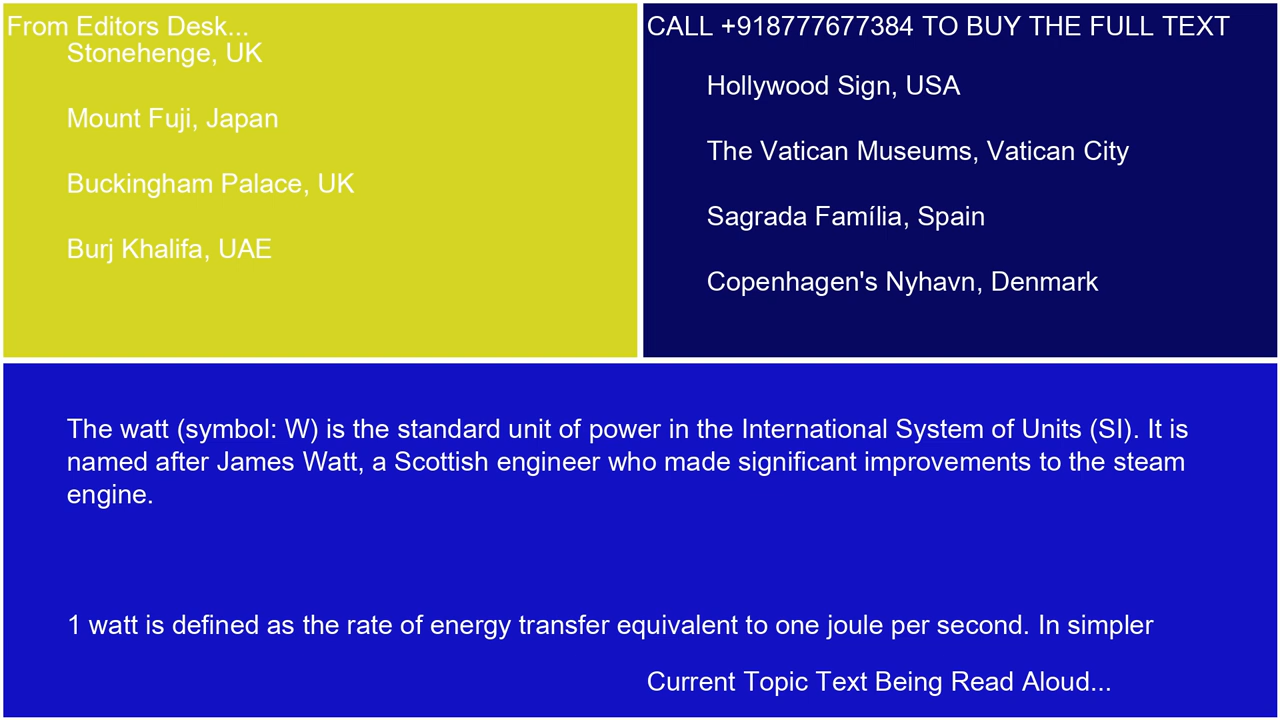 From Editors Desk...
Stonehenge, UK
Mount Fuji, Japan
Buckingham Palace, UK
Burj Khalifa, UAE
CALL +918777677384 TO BUY THE FULL TEXT
Hollywood Sign, USA
The Vatican Museums, Vatican City
Sagrada Família, Spain
Copenhagen's Nyhavn, Denmark
The watt (symbol: W) is the standard unit of power in the International System of Units (SI). It is
named after James Watt, a Scottish engineer who made significant improvements to the steam
engine.
1 watt is defined as the rate of energy transfer equivalent to one joule per second. In simpler
Current Topic Text Being Read Aloud...